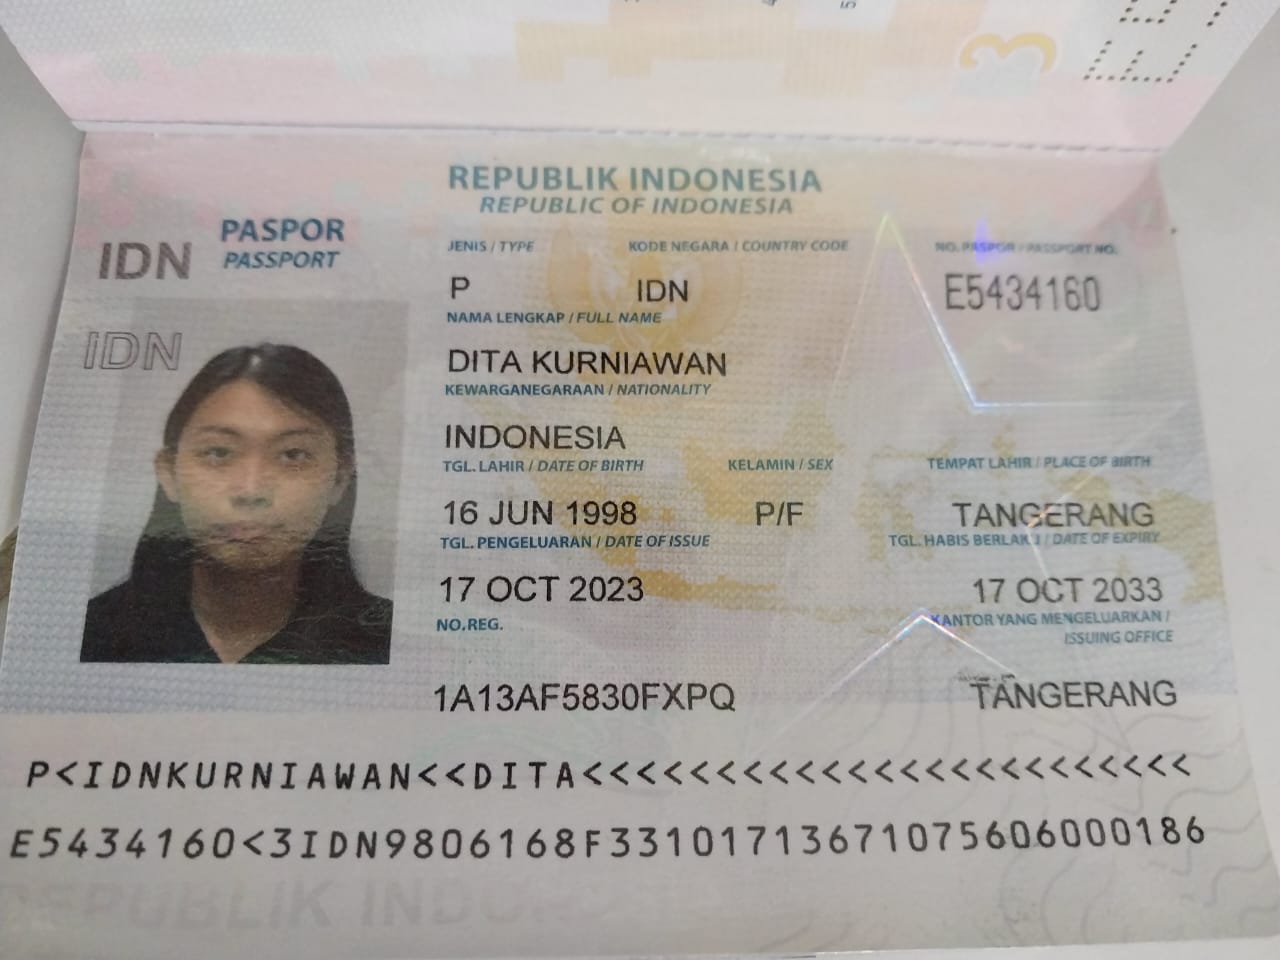 REPUBLIK INDONESIA
REPUBLIC OF INDONESIA
PASPOR
PASSPORT
IDN
IDN
JENIS / TYPE KODE NEGARA / COUNTRY CODE NO. PASPOR / PASSPORT NO.
P IDN E5434160
NAMA LENGKAP / FULL NAME
DITA KURNIAWAN
KEWARGANEGARAAN / NATIONALITY
INDONESIA
TGL. LAHIR / DATE OF BIRTH KELAMIN / SEX TEMPAT LAHIR / PLACE OF BIRTH
16 JUN 1998 P/F TANGERANG
TGL. PENGELUARAN / DATE OF ISSUE TGL. HABIS BERLAKU / DATE OF EXPIRY
17 OCT 2023 17 OCT 2033
NO. REG. KANTOR YANG MENGELUARKAN /
ISSUING OFFICE
1A13AF5830FXPQ TANGERANG
P<IDNKURNIAWAN<<DITA<<<<<<<<<<<<<<<<<<<<<<<
E5434160<3IDN9806168F3310171367107560600​0186
REPUBLIK